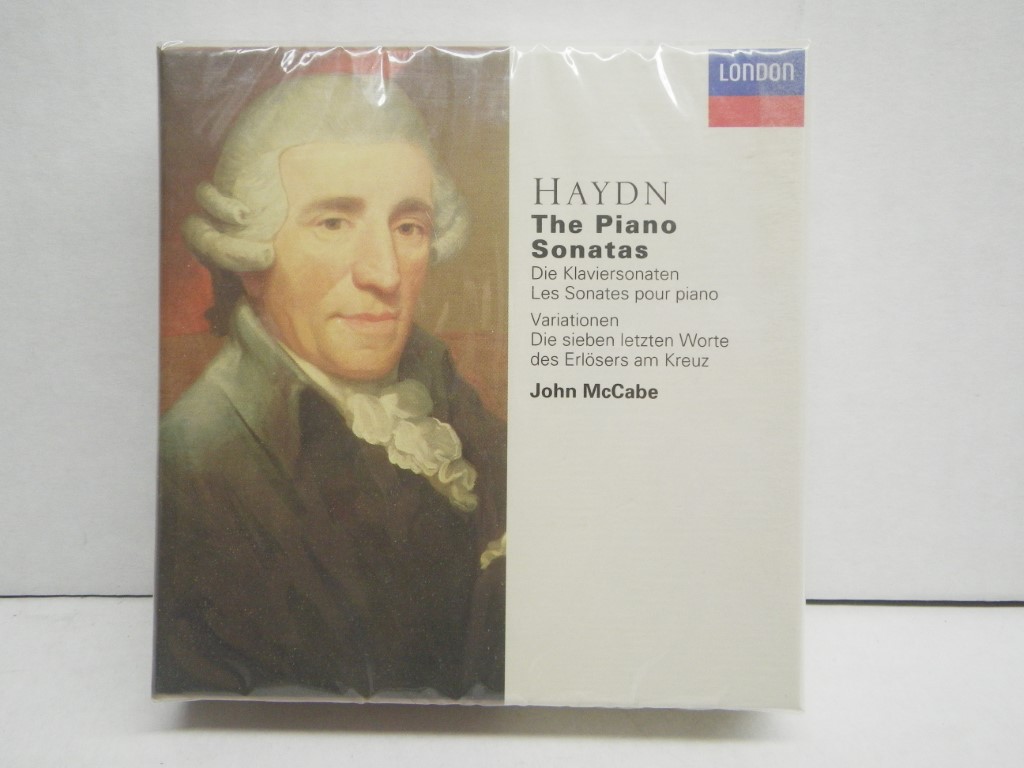 LONDON
HAYDN
The Piano
Sonatas
Die Klaviersonaten
Les Sonates pour piano
Variationen
Die sieben letzten Worte
des Erlösers am Kreuz
John McCabe